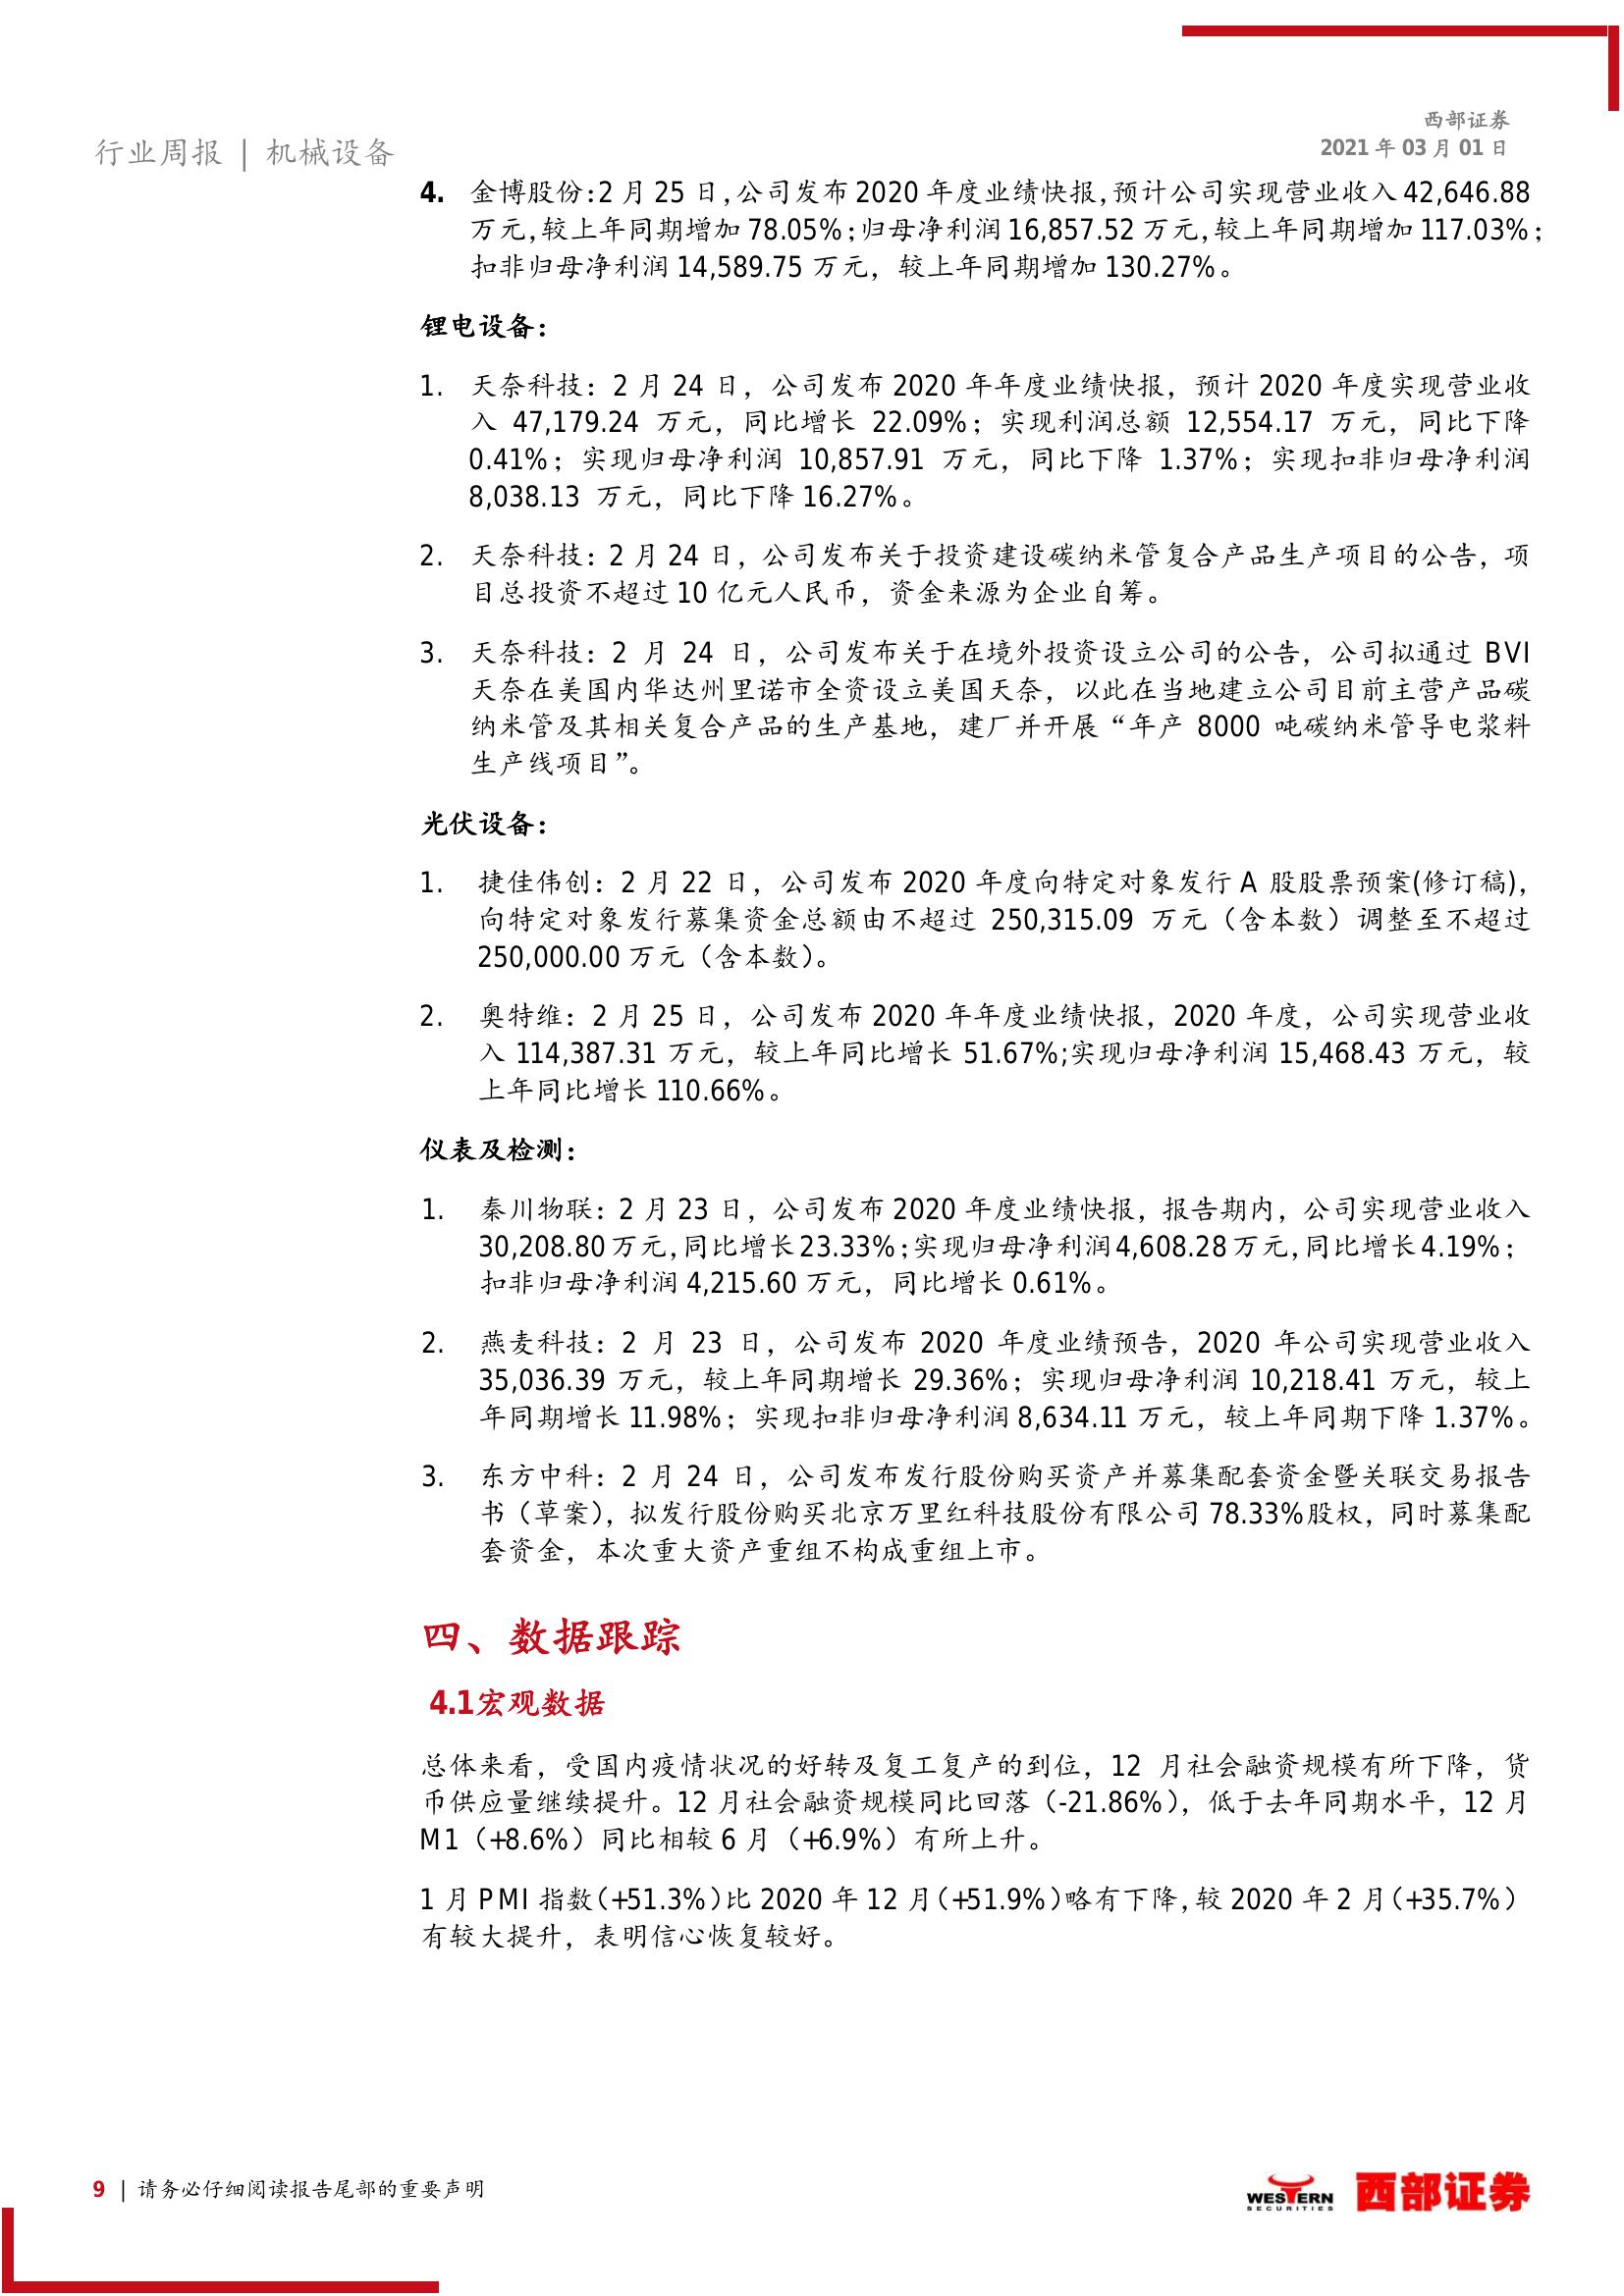 西部证券
行业周报 | 机械设备
2021 年 03 月 01 日
4. 金博股份:2 月 25 日,公司发布 2020 年度业绩快报,预计公司实现营业收入 42,646.88
万元,较上年同期增加 78.05%;归母净利润 16,857.52 万元,较上年同期增加 117.03%;
扣非归母净利润 14,589.75 万元，较上年同期增加 130.27%。
锂电设备：
1. 天奈科技：2 月 24 日，公司发布 2020 年年度业绩快报，预计 2020 年度实现营业收
入 47,179.24 万元，同比增长 22.09%；实现利润总额 12,554.17 万元，同比下降
0.41%；实现归母净利润 10,857.91 万元，同比下降 1.37%；实现扣非归母净利润
8,038.13 万元，同比下降 16.27%。
2. 天奈科技：2 月 24 日，公司发布关于投资建设碳纳米管复合产品生产项目的公告，项
目总投资不超过 10 亿元人民币，资金来源为企业自筹。
3. 天奈科技：2 月 24 日，公司发布关于在境外投资设立公司的公告，公司拟通过 BVI
天奈在美国内华达州里诺市全资设立美国天奈，以此在当地建立公司目前主营产品碳
纳米管及其相关复合产品的生产基地，建厂并开展“年产 8000 吨碳纳米管导电浆料
生产线项目”。
光伏设备：
1. 捷佳伟创：2 月 22 日，公司发布 2020 年度向特定对象发行 A 股股票预案(修订稿)，
向特定对象发行募集资金总额由不超过 250,315.09 万元（含本数）调整至不超过
250,000.00 万元（含本数）。
2. 奥特维：2 月 25 日，公司发布 2020 年年度业绩快报，2020 年度，公司实现营业收
入 114,387.31 万元，较上年同比增长 51.67%;实现归母净利润 15,468.43 万元，较
上年同比增长 110.66%。
仪表及检测：
1. 秦川物联：2 月 23 日，公司发布 2020 年度业绩快报，报告期内，公司实现营业收入
30,208.80 万元,同比增长 23.33%;实现归母净利润 4,608.28 万元,同比增长 4.19%；
扣非归母净利润 4,215.60 万元，同比增长 0.61%。
2. 燕麦科技：2 月 23 日，公司发布 2020 年度业绩预告，2020 年公司实现营业收入
35,036.39 万元，较上年同期增长 29.36%；实现归母净利润 10,218.41 万元，较上
年同期增长 11.98%；实现扣非归母净利润 8,634.11 万元，较上年同期下降 1.37%。
3. 东方中科：2 月 24 日，公司发布发行股份购买资产并募集配套资金暨关联交易报告
书（草案），拟发行股份购买北京万里红科技股份有限公司 78.33%股权，同时募集配
套资金，本次重大资产重组不构成重组上市。
四、数据跟踪
4.1宏观数据
总体来看，受国内疫情状况的好转及复工复产的到位，12 月社会融资规模有所下降，货
币供应量继续提升。12 月社会融资规模同比回落（-21.86%），低于去年同期水平，12 月
M1（+8.6%）同比相较 6 月（+6.9%）有所上升。
1 月 PMI 指数（+51.3%）比 2020 年 12 月（+51.9%）略有下降,较 2020 年 2 月（+35.7%）
有较大提升，表明信心恢复较好。
9 | 请务必仔细阅读报告尾部的重要声明
WESTERN
SECURITIES
西部证券